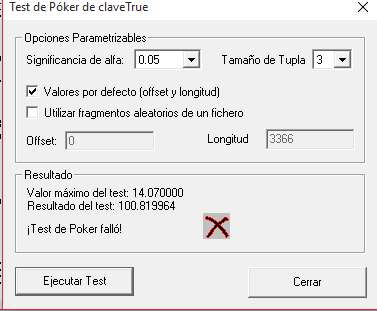 Test de Póker de claveTrue
Opciones Parametrizables
Significancia de alfa: 0.05 Tamaño de Tupla 3
Valores por defecto (offset y longitud)
Utilizar fragmentos aleatorios de un fichero
Offset: 0 Longitud 3366
Resultado
Valor máximo del test: 14.070000
Resultado del test: 100.819964
¡Test de Poker falló!
Ejecutar Test Cerrar